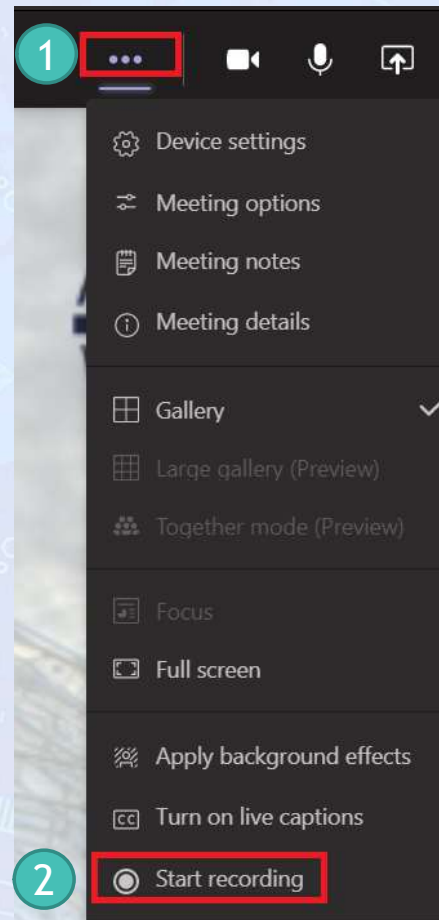 1
Device settings
Meeting options
Meeting notes
Meeting details
Gallery
Large gallery (Preview)
Together mode (Preview)
Focus
Full screen
Apply background effects
CC Turn on live captions
2 Start recording